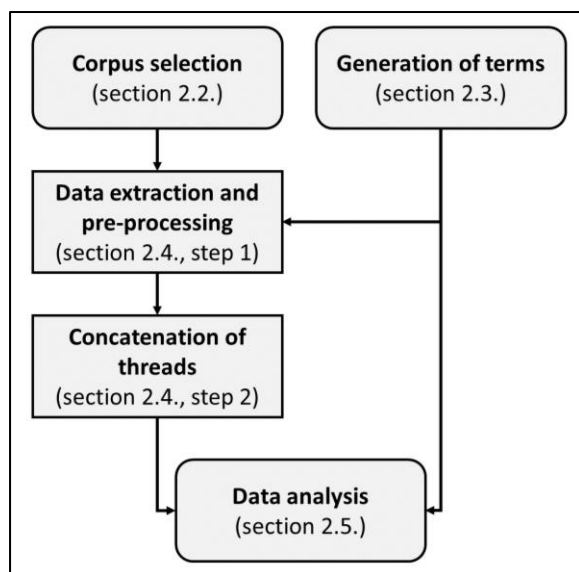 Corpus selection
(section 2.2.)
Generation of terms
(section 2.3.)
Data extraction and
pre-processing
(section 2.4., step 1)
Concatenation of
threads
(section 2.4., step 2)
Data analysis
(section 2.5.)